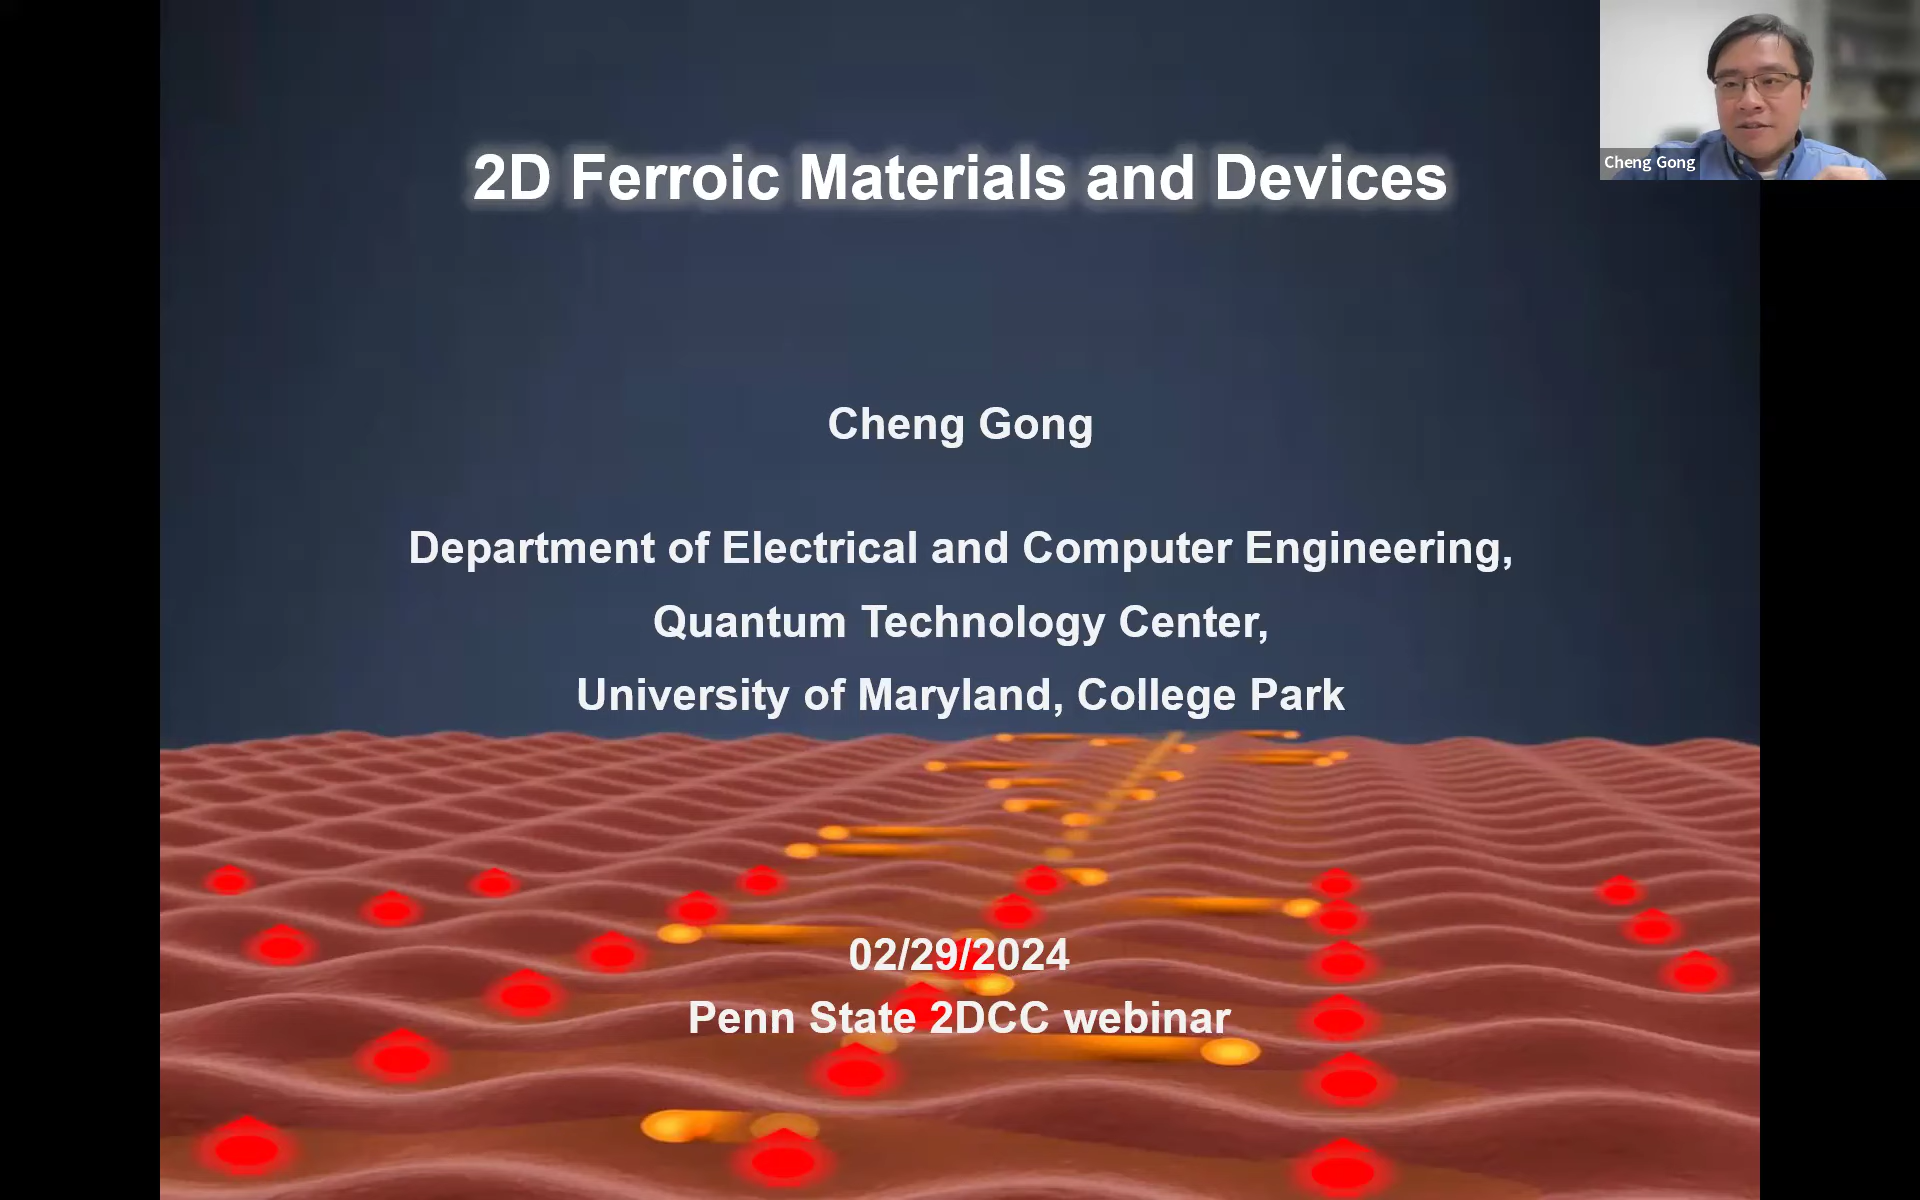 2D Ferroic Materials and Devices
Cheng Gong
Cheng Gong
Department of Electrical and Computer Engineering,
Quantum Technology Center,
University of Maryland, College Park
02/29/2024
Penn State 2DCC webinar